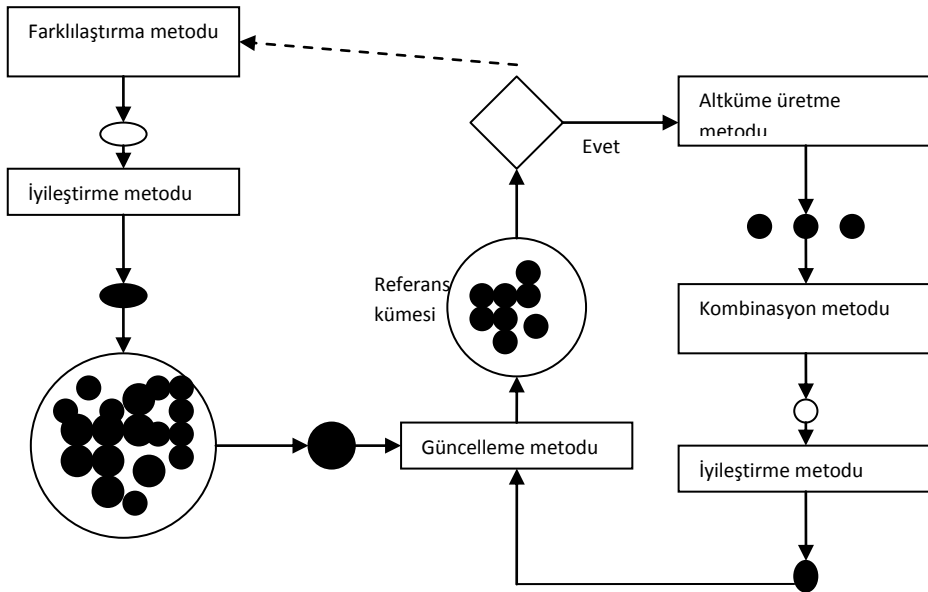 Farklılaştırma metodu
Altküme üretme
metodu
Evet
İyileştirme metodu
Referans
kümesi
Kombinasyon metodu
Güncelleme metodu
İyileştirme metodu